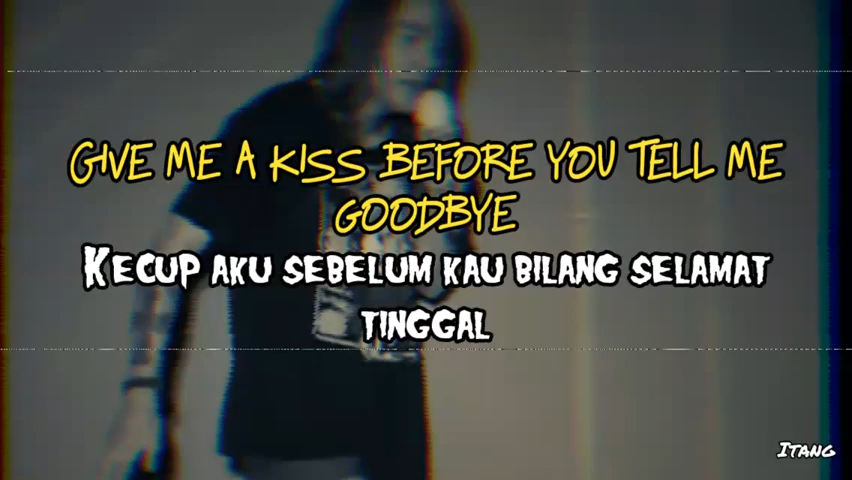 GIVE ME A KISS BEFORE YOU TELL ME
GOODBYE
KECUP AKU SEBELUM KAU BILANG SELAMAT
TINGGAL
ITANG